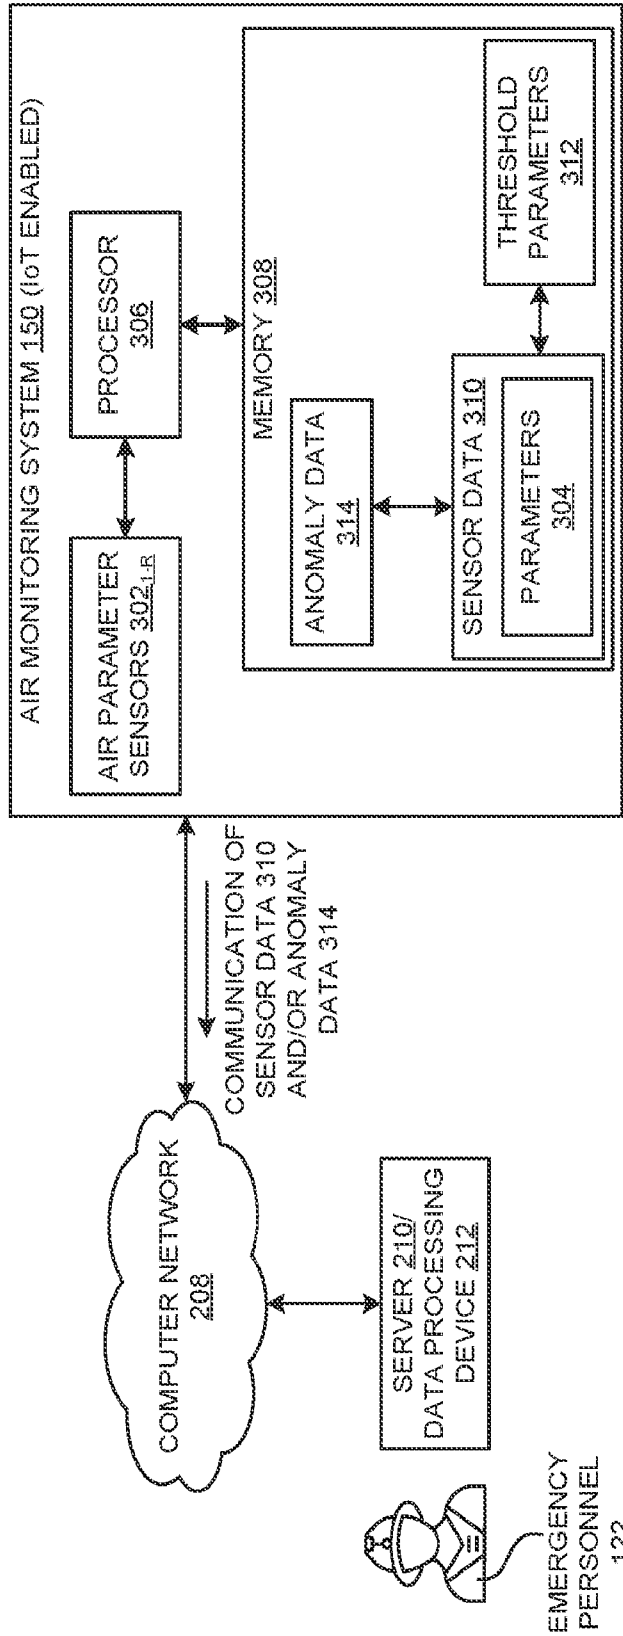 AIR MONITORING SYSTEM 150 (IoT ENABLED)
AIR PARAMETER
SENSORS 302₁₋R
PROCESSOR
306
MEMORY 308
ANOMALY DATA
314
SENSOR DATA 310
PARAMETERS
304
THRESHOLD
PARAMETERS
312
COMMUNICATION OF
SENSOR DATA 310
AND/OR ANOMALY
DATA 314
COMPUTER NETWORK
208
SERVER 210/
DATA PROCESSING
DEVICE 212
EMERGENCY
PERSONNEL
122